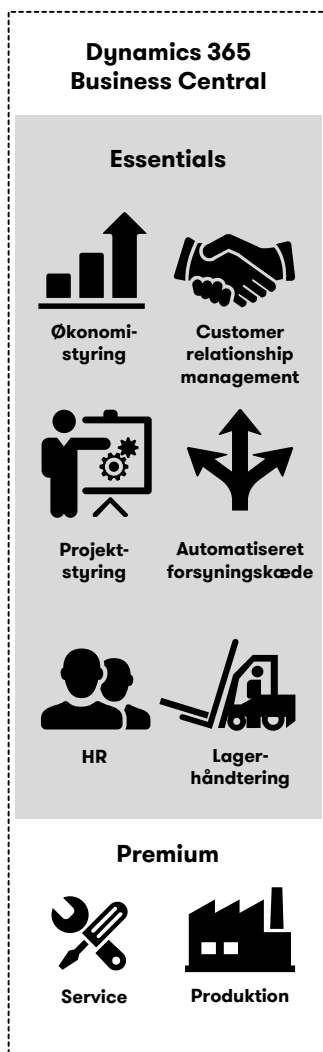 Dynamics 365
Business Central
Essentials
Økonomi-
styring
Customer
relationship
management
Projekt-
styring
Automatiseret
forsyningskæde
HR
Lager-
håndtering
Premium
Service
Produktion